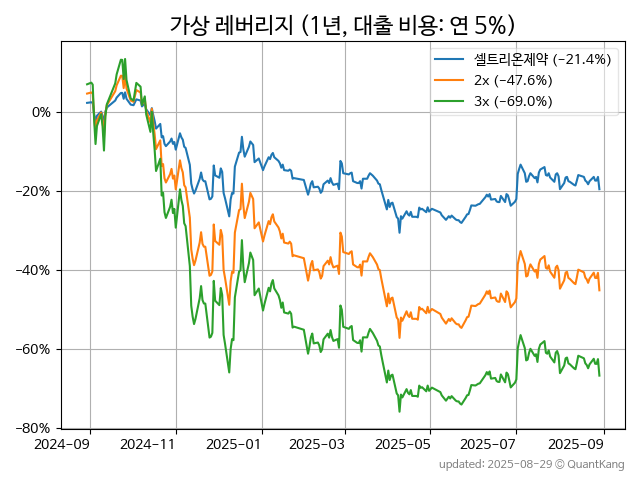 가상 레버리지 (1년, 대출 비용: 연 5%)
셀트리온제약 (−21.4%)
2x (−47.6%)
3x (−69.0%)
0%
−20%
−40%
−60%
−80%
2024-09 2024-11 2025-01 2025-03 2025-05 2025-07 2025-09
updated: 2025-08-29 © QuantKang